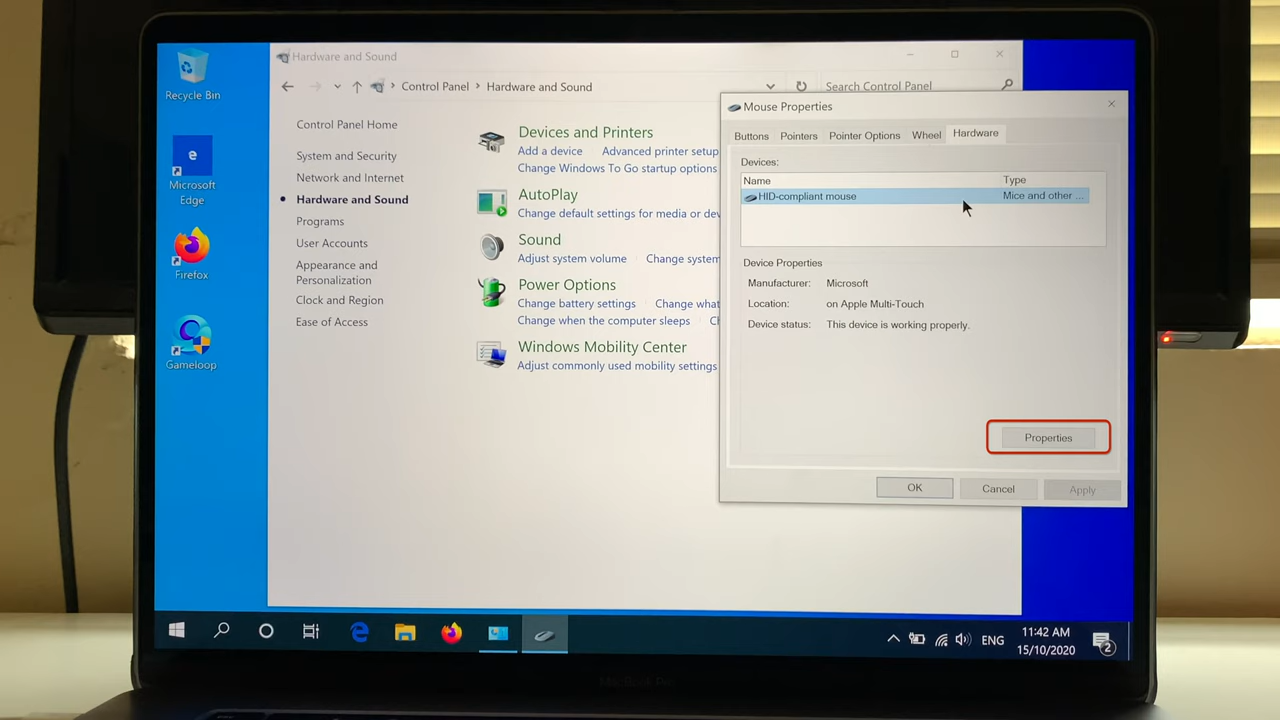 Recycle Bin
Microsoft
Edge
Firefox
Gameloop
Hardware and Sound
Control Panel
Hardware and Sound
Search Control Panel
Control Panel Home
System and Security
Network and Internet
Hardware and Sound
Programs
User Accounts
Appearance and
Personalization
Clock and Region
Ease of Access
Devices and Printers
Add a device Advanced printer setup
Change Windows To Go startup options
AutoPlay
Change default settings for media or dev
Sound
Adjust system volume Change system
Power Options
Change battery settings Change what
Change when the computer sleeps
Windows Mobility Center
Adjust commonly used mobility settings
Mouse Properties
Buttons Pointers Pointer Options Wheel Hardware
Devices:
Name Type
HID-compliant mouse Mice and other ...
Device Properties
Manufacturer: Microsoft
Location: on Apple Multi-Touch
Device status: This device is working properly.
Properties
OK Cancel Apply
ENG
11:42 AM
15/10/2020
2
MacBook Pro